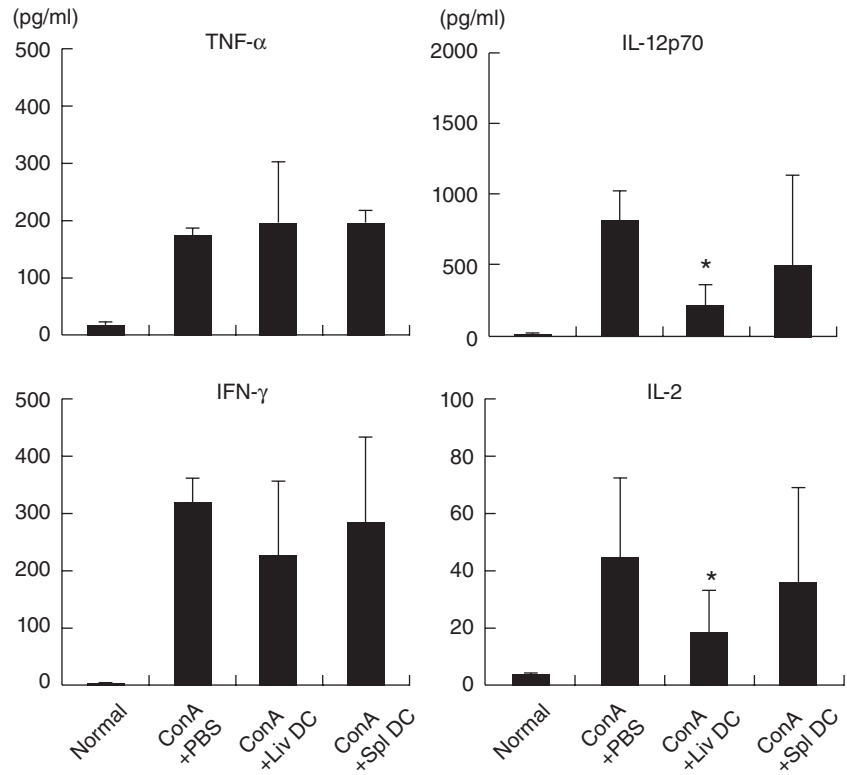 (pg/ml)
TNF-α
500
400
300
200
100
0
(pg/ml)
IL-12p70
2000
1500
1000
500
0
*
IFN-γ
500
400
300
200
100
0
Normal
ConA
+PBS
ConA
+Liv DC
ConA
+Spl DC
IL-2
100
80
60
40
20
0
*
Normal
ConA
+PBS
ConA
+Liv DC
ConA
+Spl DC